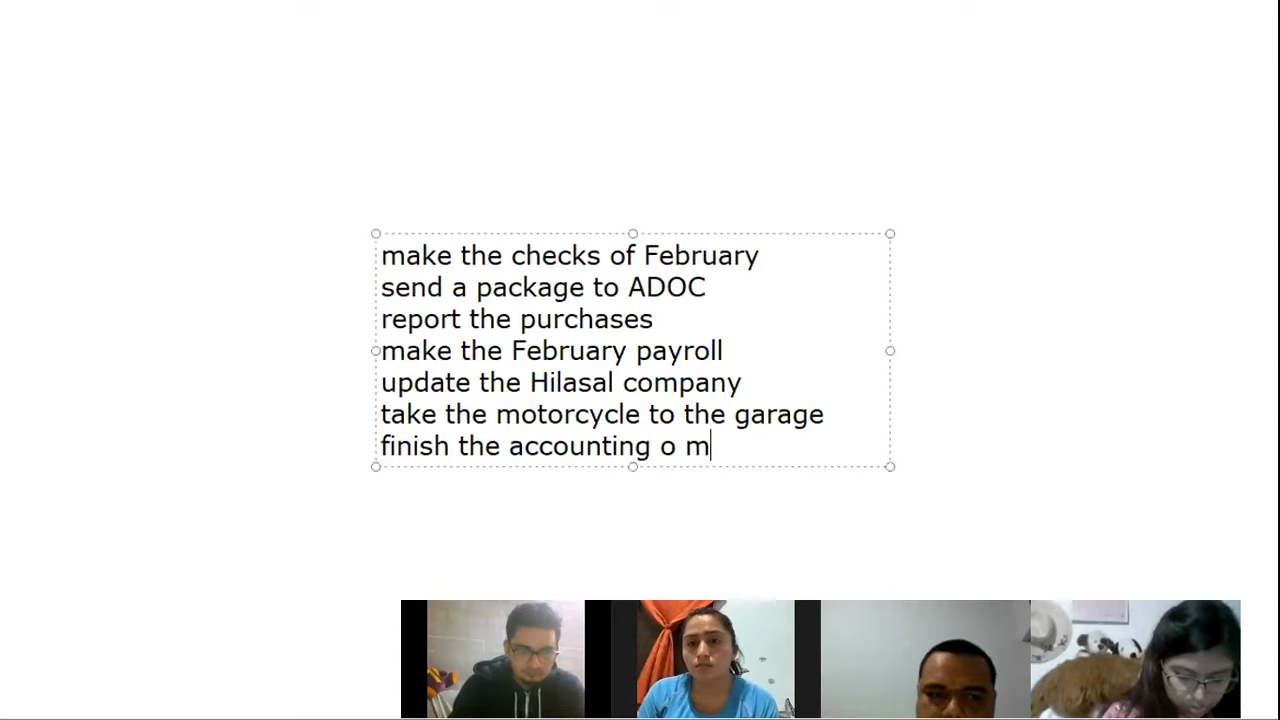 make the checks of February
send a package to ADOC
report the purchases
make the February payroll
update the Hilasal company
take the motorcycle to the garage
finish the accounting o m